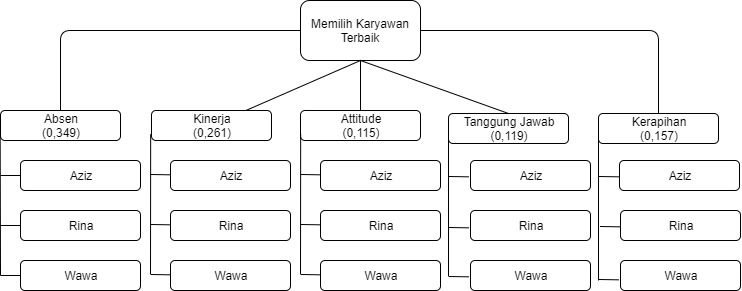 Memilih Karyawan
Terbaik
Absen
(0,349)
Kinerja
(0,261)
Attitude
(0,115)
Tanggung Jawab
(0,119)
Kerapihan
(0,157)
Aziz
Aziz
Aziz
Aziz
Aziz
Rina
Rina
Rina
Rina
Rina
Wawa
Wawa
Wawa
Wawa
Wawa